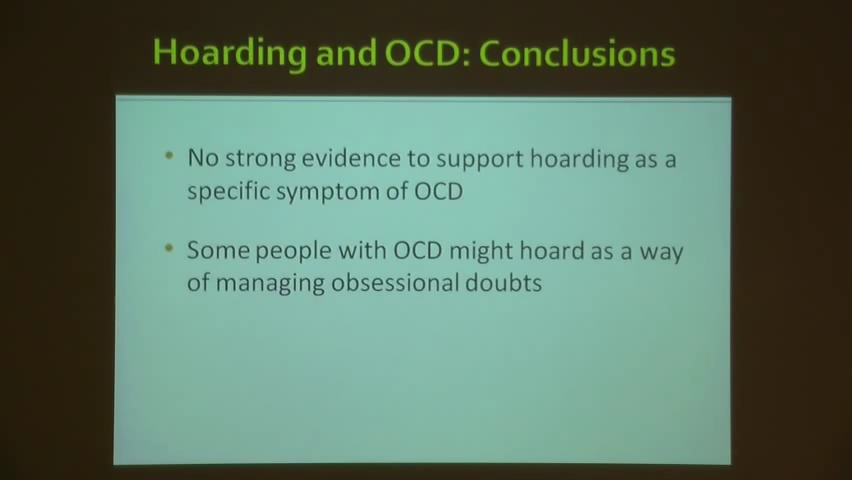 Hoarding and OCD: Conclusions
• No strong evidence to support hoarding as a
specific symptom of OCD
• Some people with OCD might hoard as a way
of managing obsessional doubts